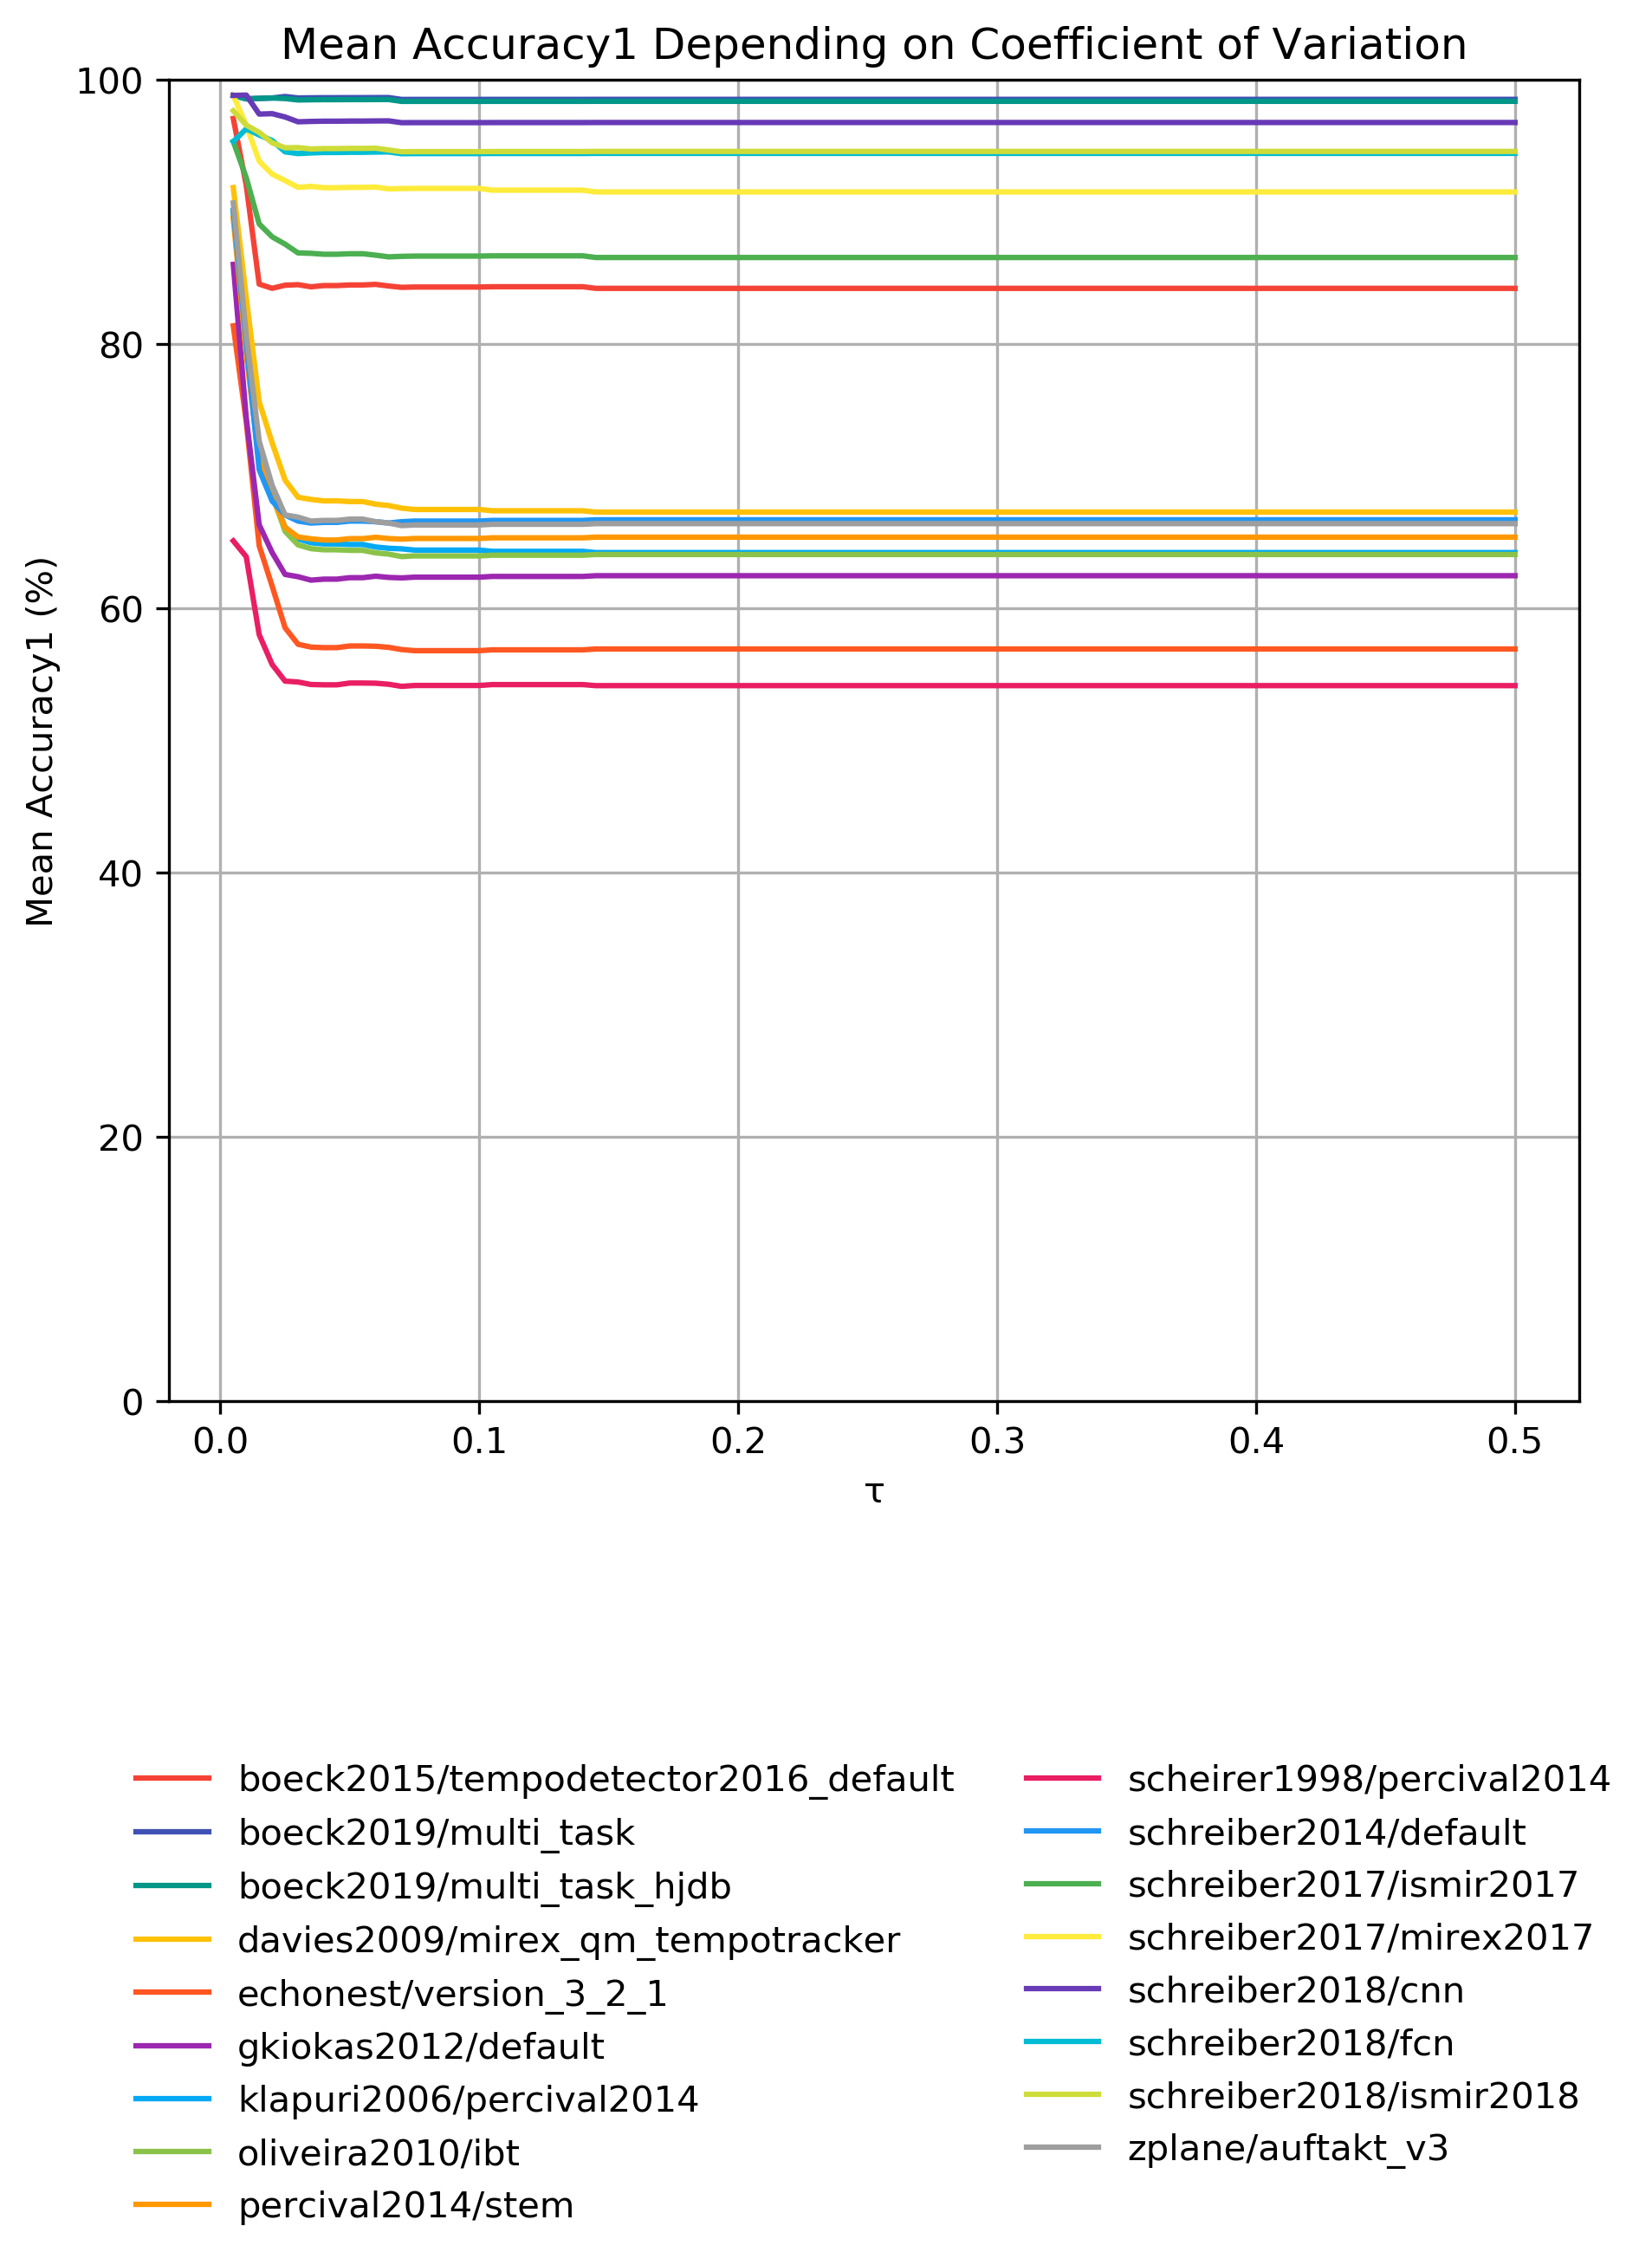 Mean Accuracy1 Depending on Coefficient of Variation
Mean Accuracy1 (%)
100
80
60
40
20
0
0.0 0.1 0.2 0.3 0.4 0.5
τ
boeck2015/tempodetector2016_default
boeck2019/multi_task
boeck2019/multi_task_hjdb
davies2009/mirex_qm_tempotracker
echonest/version_3_2_1
gkiokas2012/default
klapuri2006/percival2014
oliveira2010/ibt
percival2014/stem
scheirer1998/percival2014
schreiber2014/default
schreiber2017/ismir2017
schreiber2017/mirex2017
schreiber2018/cnn
schreiber2018/fcn
schreiber2018/ismir2018
zplane/auftakt_v3